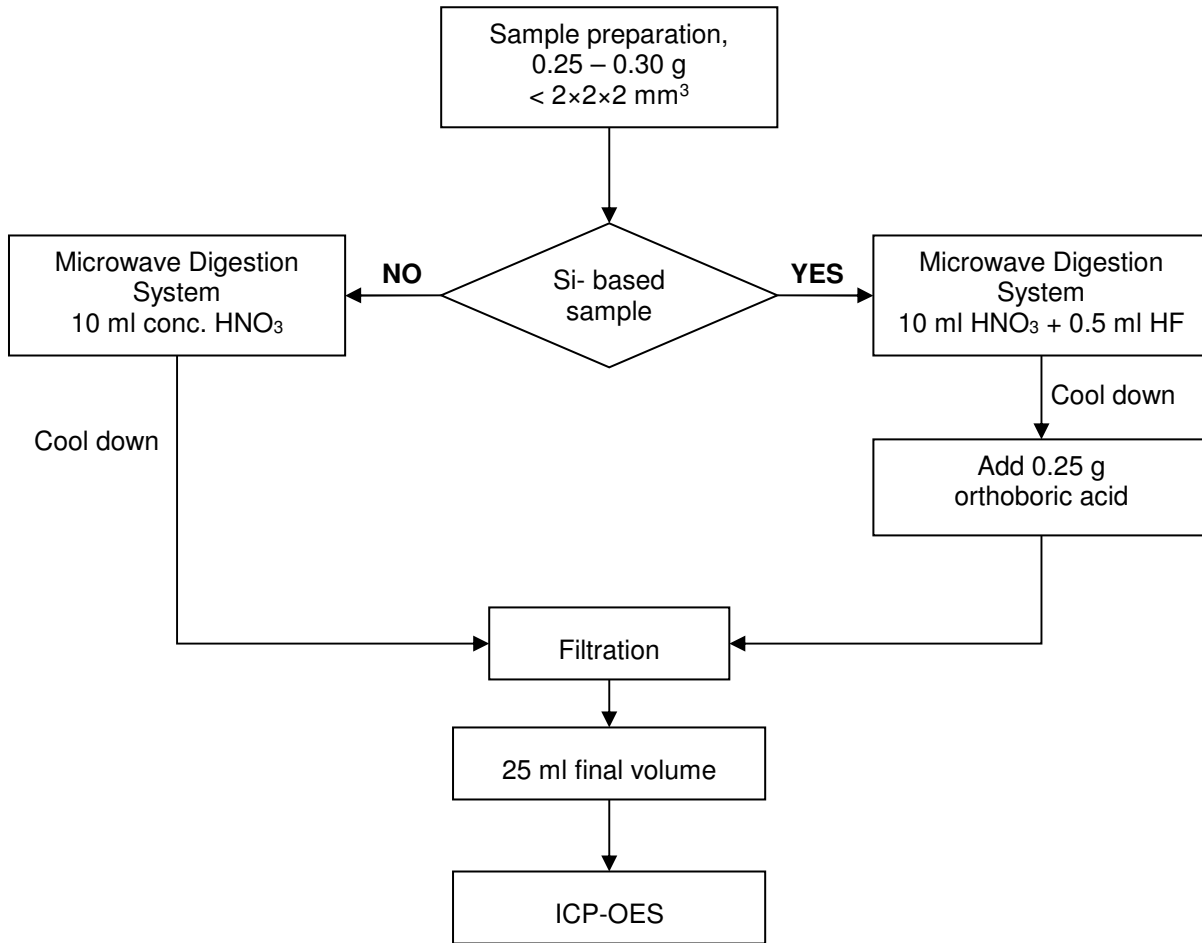 Sample preparation,
0.25 – 0.30 g
< 2×2×2 mm³
Microwave Digestion
System
10 ml conc. HNO₃
NO
Si- based
sample
YES
Microwave Digestion
System
10 ml HNO₃ + 0.5 ml HF
Cool down
Cool down
Add 0.25 g
orthoboric acid
Filtration
25 ml final volume
ICP-OES